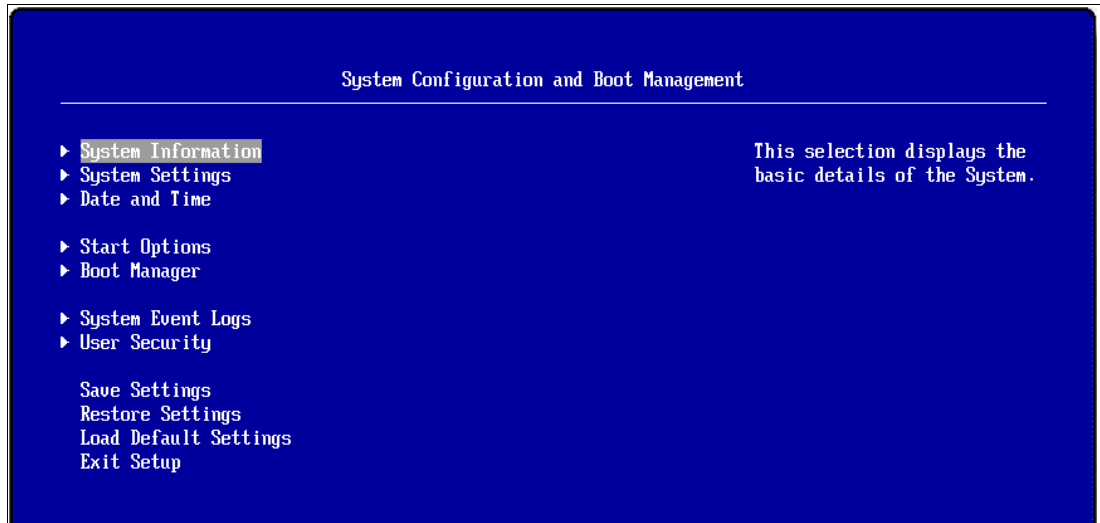 System Configuration and Boot Management
System Information
System Settings
Date and Time
Start Options
Boot Manager
System Event Logs
User Security
Save Settings
Restore Settings
Load Default Settings
Exit Setup
This selection displays the
basic details of the System.